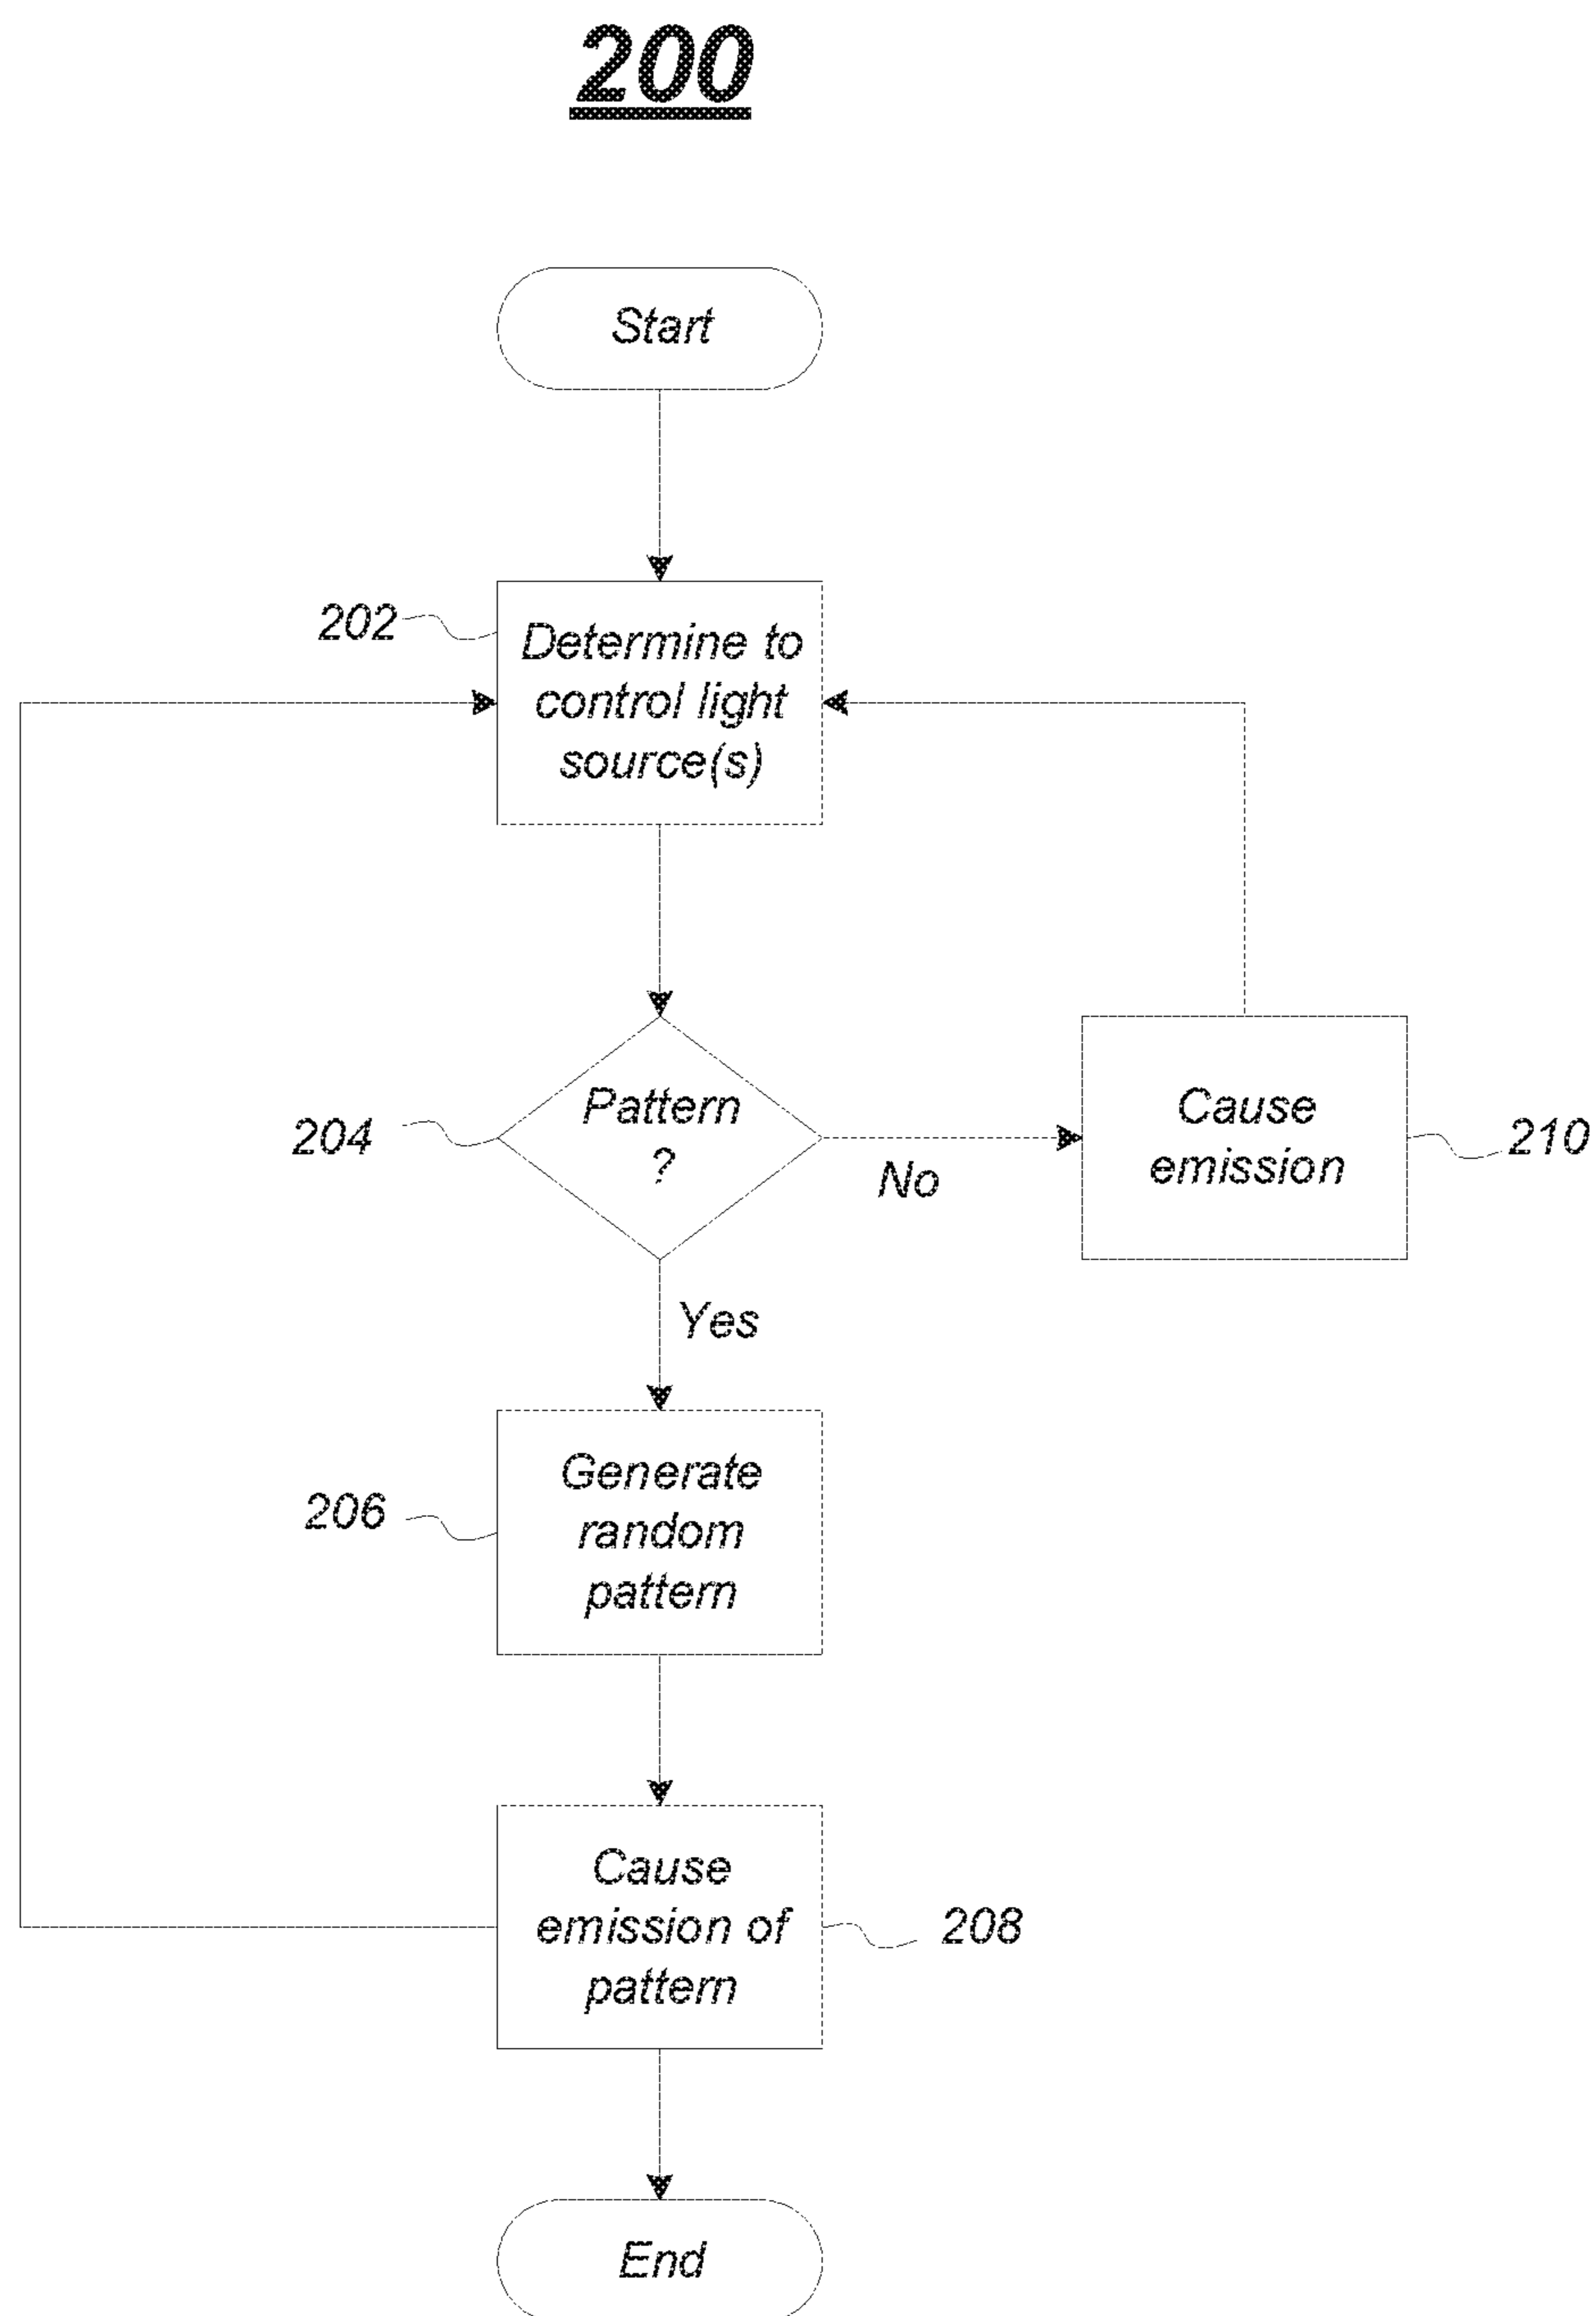 200
Start
202
Determine to
control light
source(s)
204
Pattern
?
No
Cause
emission
210
Yes
206
Generate
random
pattern
Cause
emission of
pattern
208
End